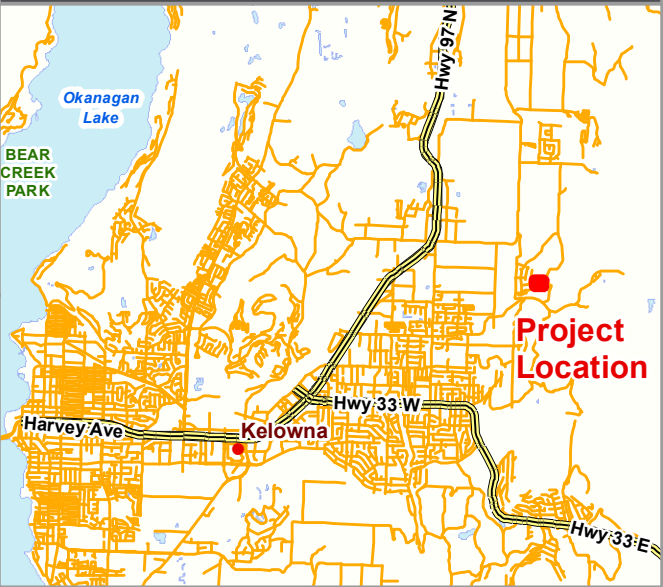 Hwy 97 N
Okanagan
Lake
BEAR
CREEK
PARK
Project
Location
Hwy 33 W
Harvey Ave
Kelowna
Hwy 33 E